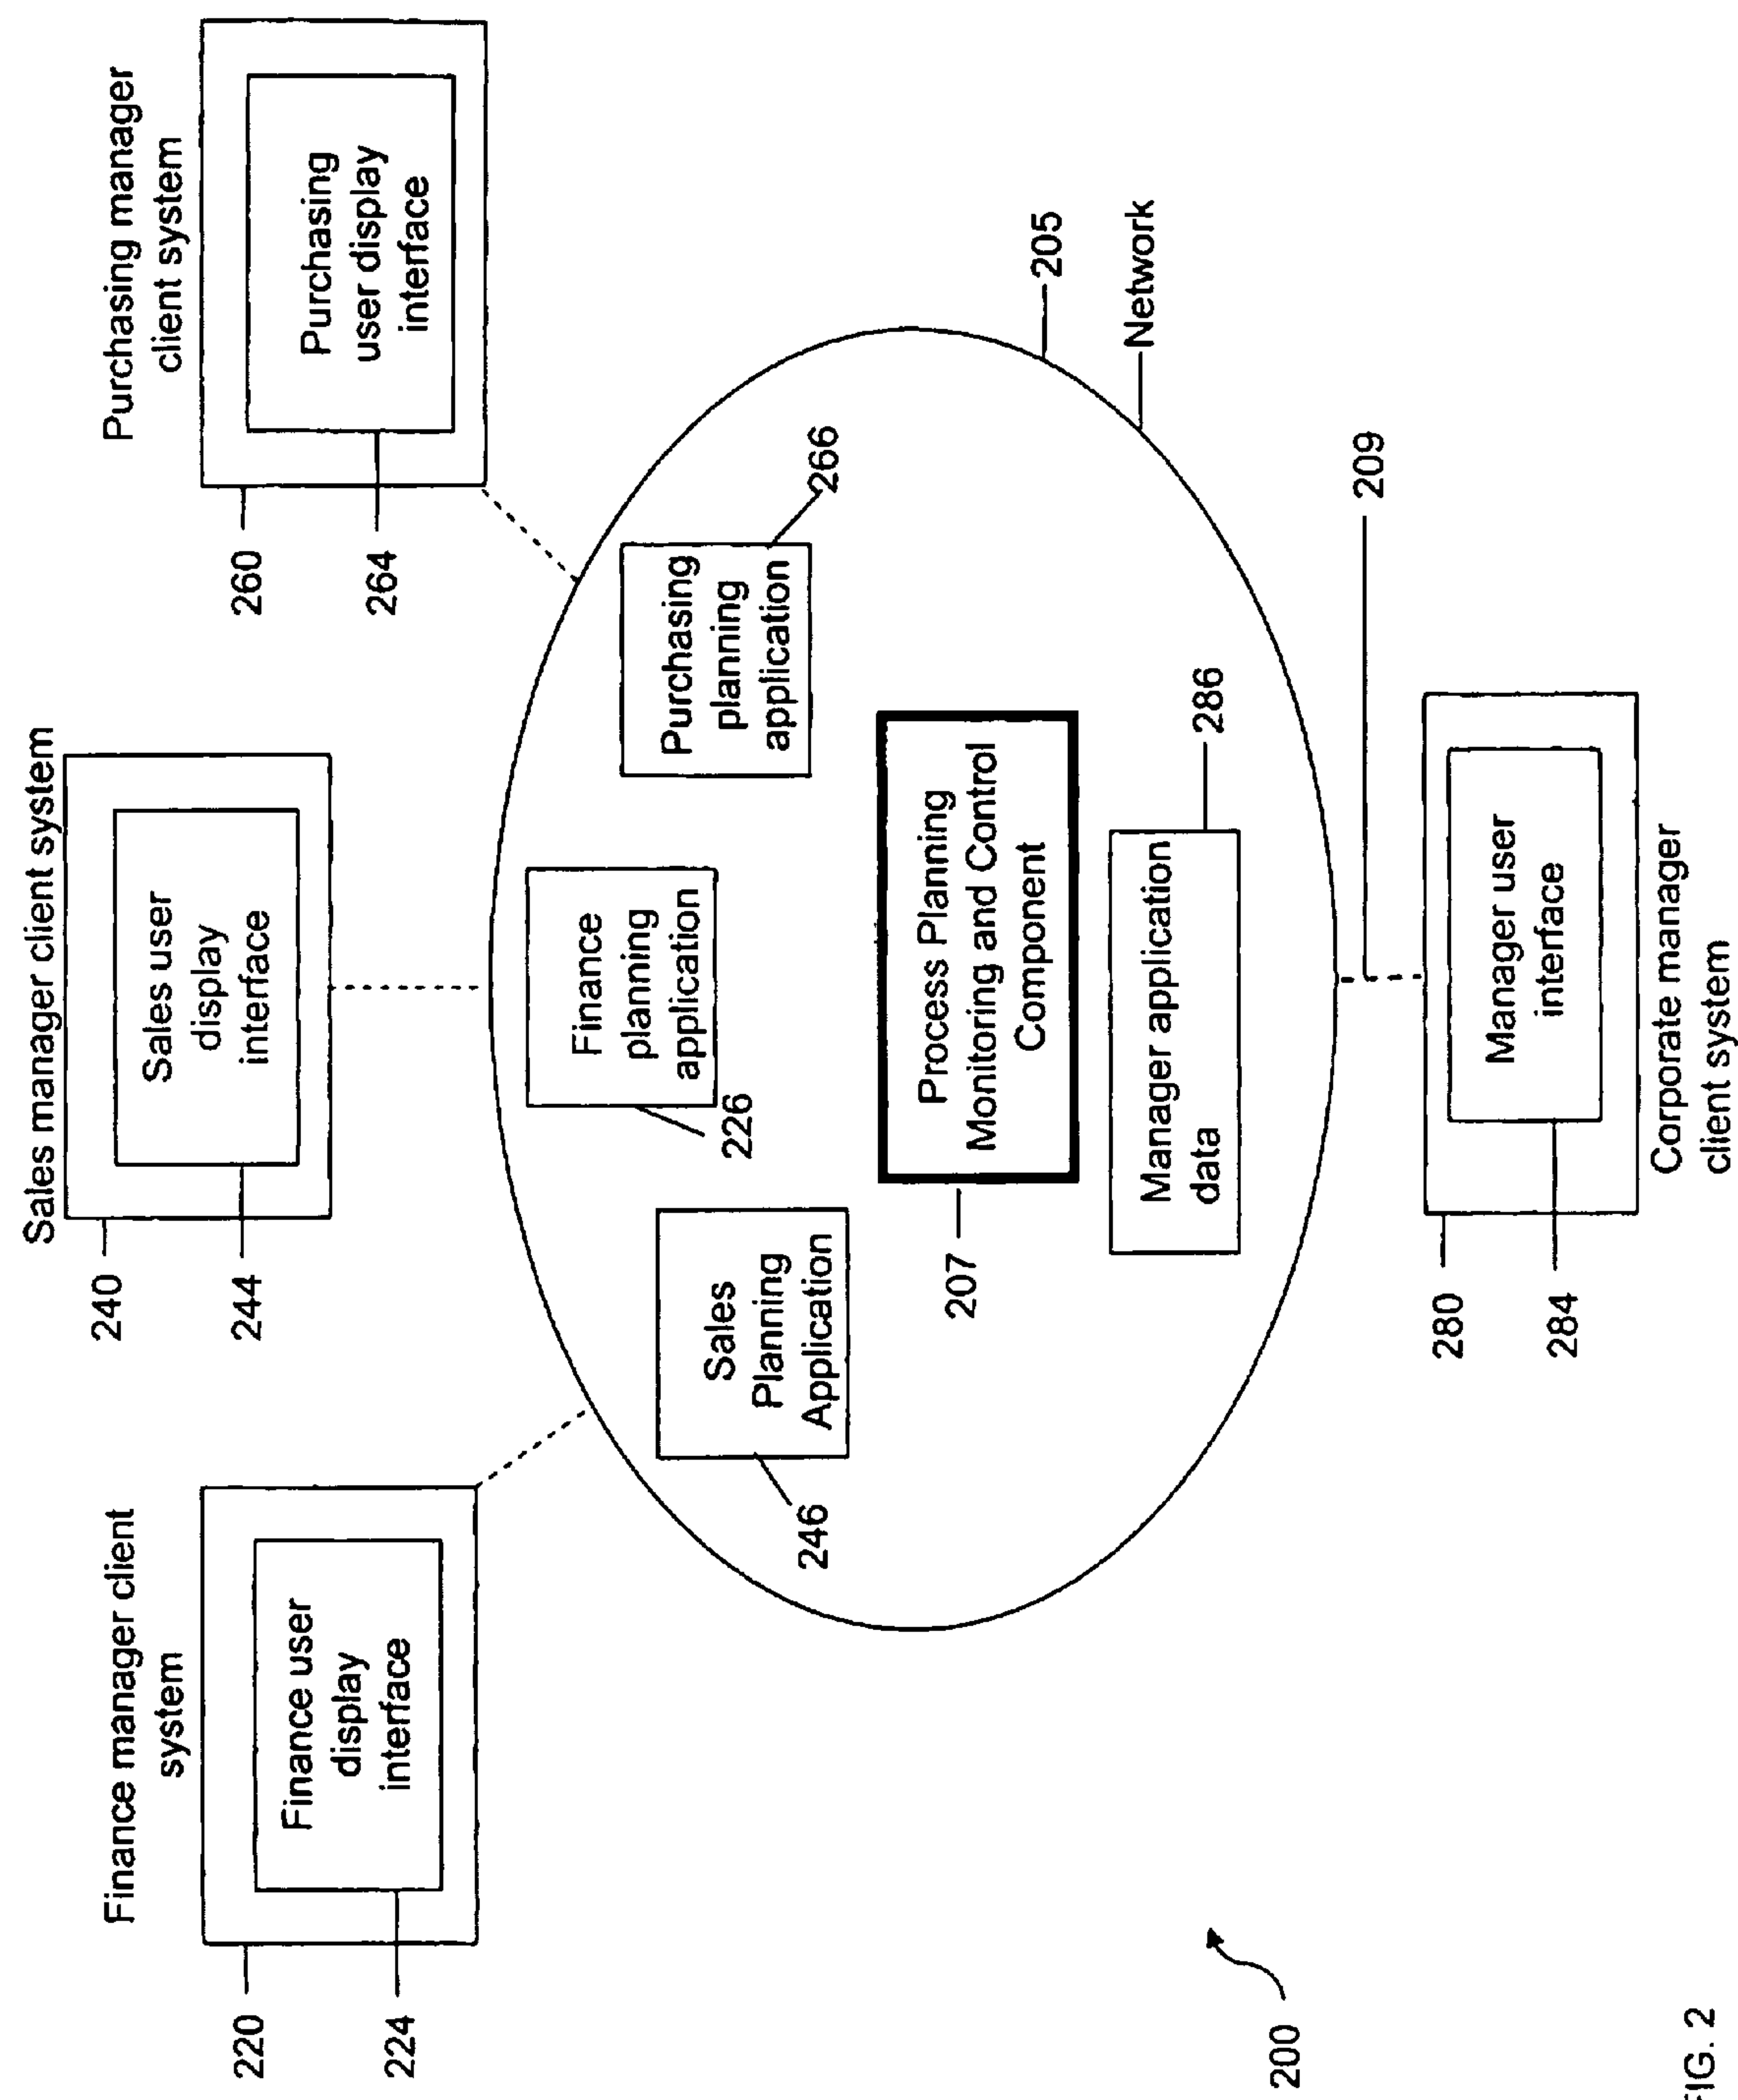 Sales manager client system
Finance manager client
system
Purchasing manager
client system
240
244
Sales user
display
interface
220
224
Finance user
display
interface
260
264
Purchasing
user display
interface
226
Finance
planning
application
246
Sales
Planning
Application
Purchasing
planning
application
266
207
Process Planning
Monitoring and Control
Component
205
Network
Manager application
data
286
209
280
284
Manager user
interface
Corporate manager
client system
200
FIG. 2